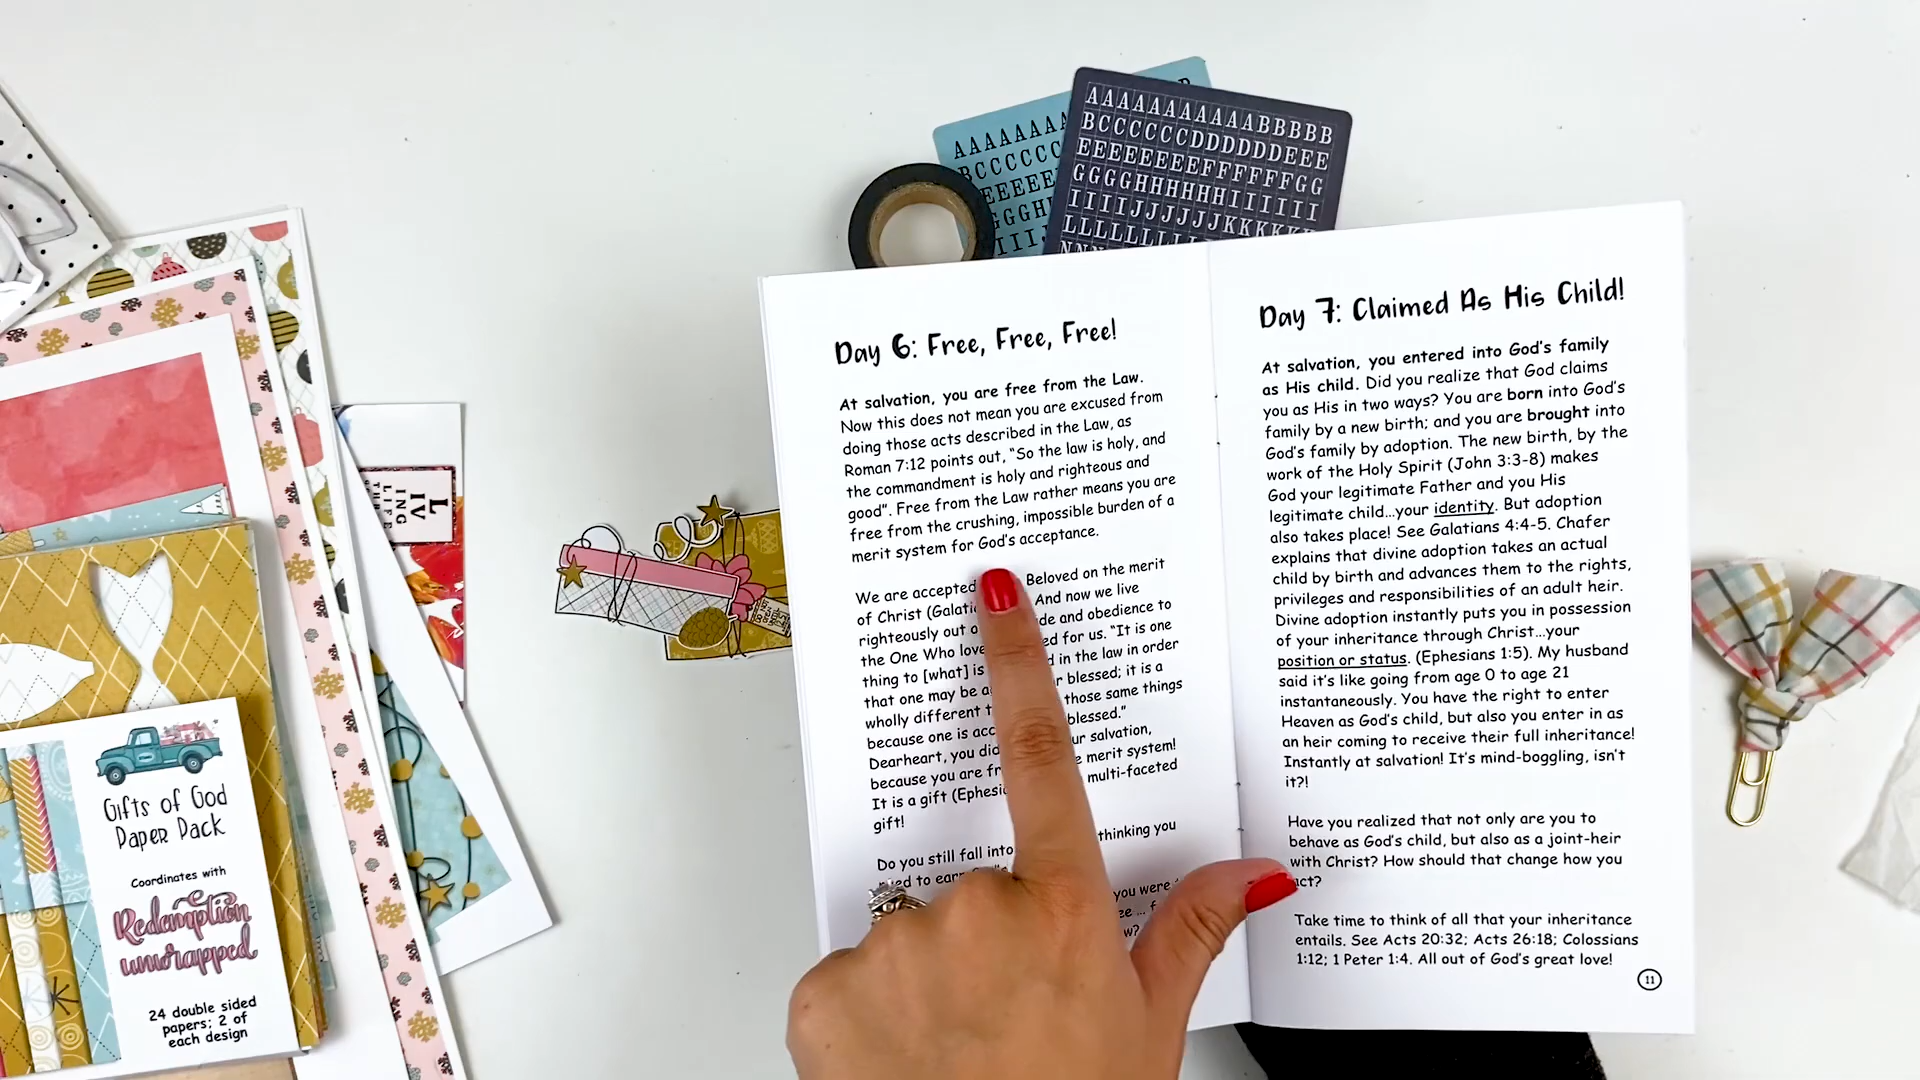 AAAAAAA
BCCCCCC
EEEEE
GGGH
IIIJ
AAAAAAAAAAABBBBB
BCCCCCCDDDDDDDEEE
EEEEEEEEFFFFFFFGG
GGGGHHHHHHIIIIII
IIIIJJJJJJKKKKK
LLLLLLL
NNN
L
IV
ING
LIFE
Gifts of God
Paper Pack
Coordinates with
Redemption
unwrapped
24 double sided
papers; 2 of
each design
Day 6: Free, Free, Free!
At salvation, you are free from the Law.
Now this does not mean you are excused from
doing those acts described in the Law, as
Roman 7:12 points out, “So the law is holy, and
the commandment is holy and righteous and
good”. Free from the Law rather means you are
free from the crushing, impossible burden of a
merit system for God’s acceptance.
We are accepted Beloved on the merit
of Christ And now we live
righteously out and obedience to
the One Who for us. “It is one
thing to [what] is in the law in order
that one may be blessed; it is a
wholly different those same things
because one is blessed.”
Dearheart, you salvation,
because you are merit system!
It is a gift multi-faceted
gift!
Do you still fall into thinking you
to
you were
Day 7: Claimed As His Child!
At salvation, you entered into God’s family
as His child. Did you realize that God claims
you as His in two ways? You are born into God’s
family by a new birth; and you are brought into
God’s family by adoption. The new birth, by the
work of the Holy Spirit (John 3:3-8) makes
God your legitimate Father and you His
legitimate child...your identity. But adoption
also takes place! See Galatians 4:4-5. Chafer
explains that divine adoption takes an actual
child by birth and advances them to the rights,
privileges and responsibilities of an adult heir.
Divine adoption instantly puts you in possession
of your inheritance through Christ...your
position or status. (Ephesians 1:5). My husband
said it’s like going from age 0 to age 21
instantaneously. You have the right to enter
Heaven as God’s child, but also you enter in as
an heir coming to receive their full inheritance!
Instantly at salvation! It’s mind-boggling, isn’t
it?!
Have you realized that not only are you to
behave as God’s child, but also as a joint-heir
with Christ? How should that change how you
act?
Take time to think of all that your inheritance
entails. See Acts 20:32; Acts 26:18; Colossians
1:12; 1 Peter 1:4. All out of God’s great love!
11